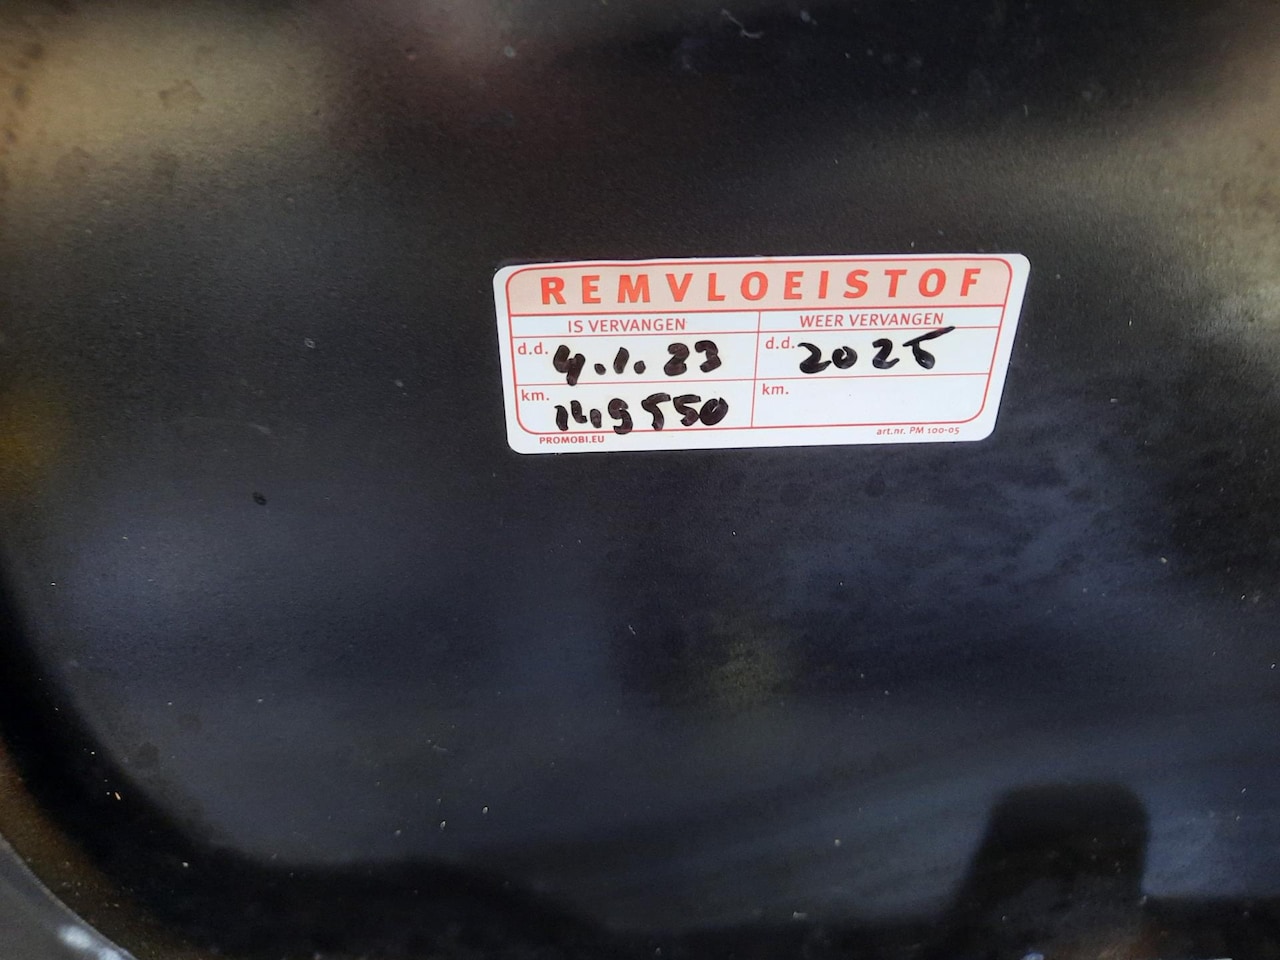 REMVLOEISTOF
IS VERVANGEN WEER VERVANGEN
d.d. 4.1.23 d.d. 2025
km. 149550 km.
PROMOBI.EU art.nr. PM 100-05